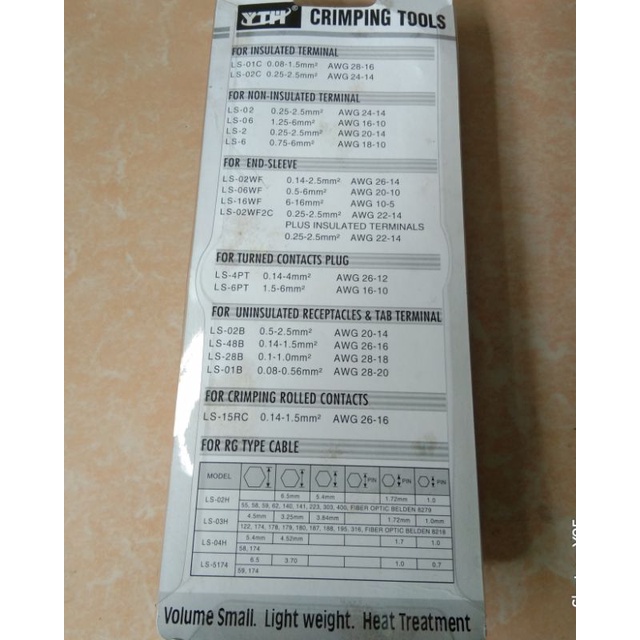 YTH CRIMPING TOOLS
FOR INSULATED TERMINAL
LS-01C 0.08-1.5mm² AWG 28-16
LS-02C 0.25-2.5mm² AWG 24-14
FOR NON-INSULATED TERMINAL
LS-02 0.25-2.5mm² AWG 24-14
LS-06 1.25-6mm² AWG 16-10
LS-2 0.25-2.5mm² AWG 20-14
LS-6 0.75-6mm² AWG 18-10
FOR END-SLEEVE
LS-02WF 0.14-2.5mm² AWG 26-14
LS-06WF 0.5-6mm² AWG 20-10
LS-16WF 6-16mm² AWG 10-5
LS-02WF2C 0.25-2.5mm² AWG 22-14
PLUS INSULATED TERMINALS
0.25-2.5mm² AWG 22-14
FOR TURNED CONTACTS PLUG
LS-4PT 0.14-4mm² AWG 26-12
LS-6PT 1.5-6mm² AWG 16-10
FOR UNINSULATED RECEPTACLES & TAB TERMINAL
LS-02B 0.5-2.5mm² AWG 20-14
LS-48B 0.14-1.5mm² AWG 26-16
LS-28B 0.1-1.0mm² AWG 28-18
LS-01B 0.08-0.56mm² AWG 28-20
FOR CRIMPING ROLLED CONTACTS
LS-15RC 0.14-1.5mm² AWG 26-16
FOR RG TYPE CABLE
MODEL PIN PIN PIN
LS-02H 6.5mm 5.4mm 1.72mm 1.0
55, 58, 59, 62, 140, 141, 223, 303, 400, FIBER OPTIC BELDEN 8279
LS-03H 4.5mm 3.25mm 3.84mm 1.72mm 1.0mm
122, 174, 178, 179, 180, 187, 188, 195, 316, FIBER OPTIC BELDEN 8218
LS-04H 5.4mm 4.52mm 1.7 1.0
58, 174
LS-5174 6.5 3.70 1.0 0.7
59, 174
Volume Small. Light weight. Heat Treatment